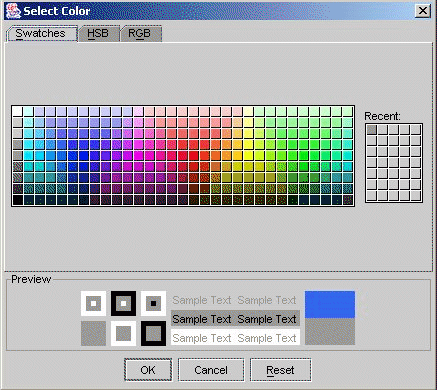 Select Color
Swatches HSB RGB
Recent:
Preview
Sample Text Sample Text
Sample Text Sample Text
Sample Text Sample Text
OK Cancel Reset